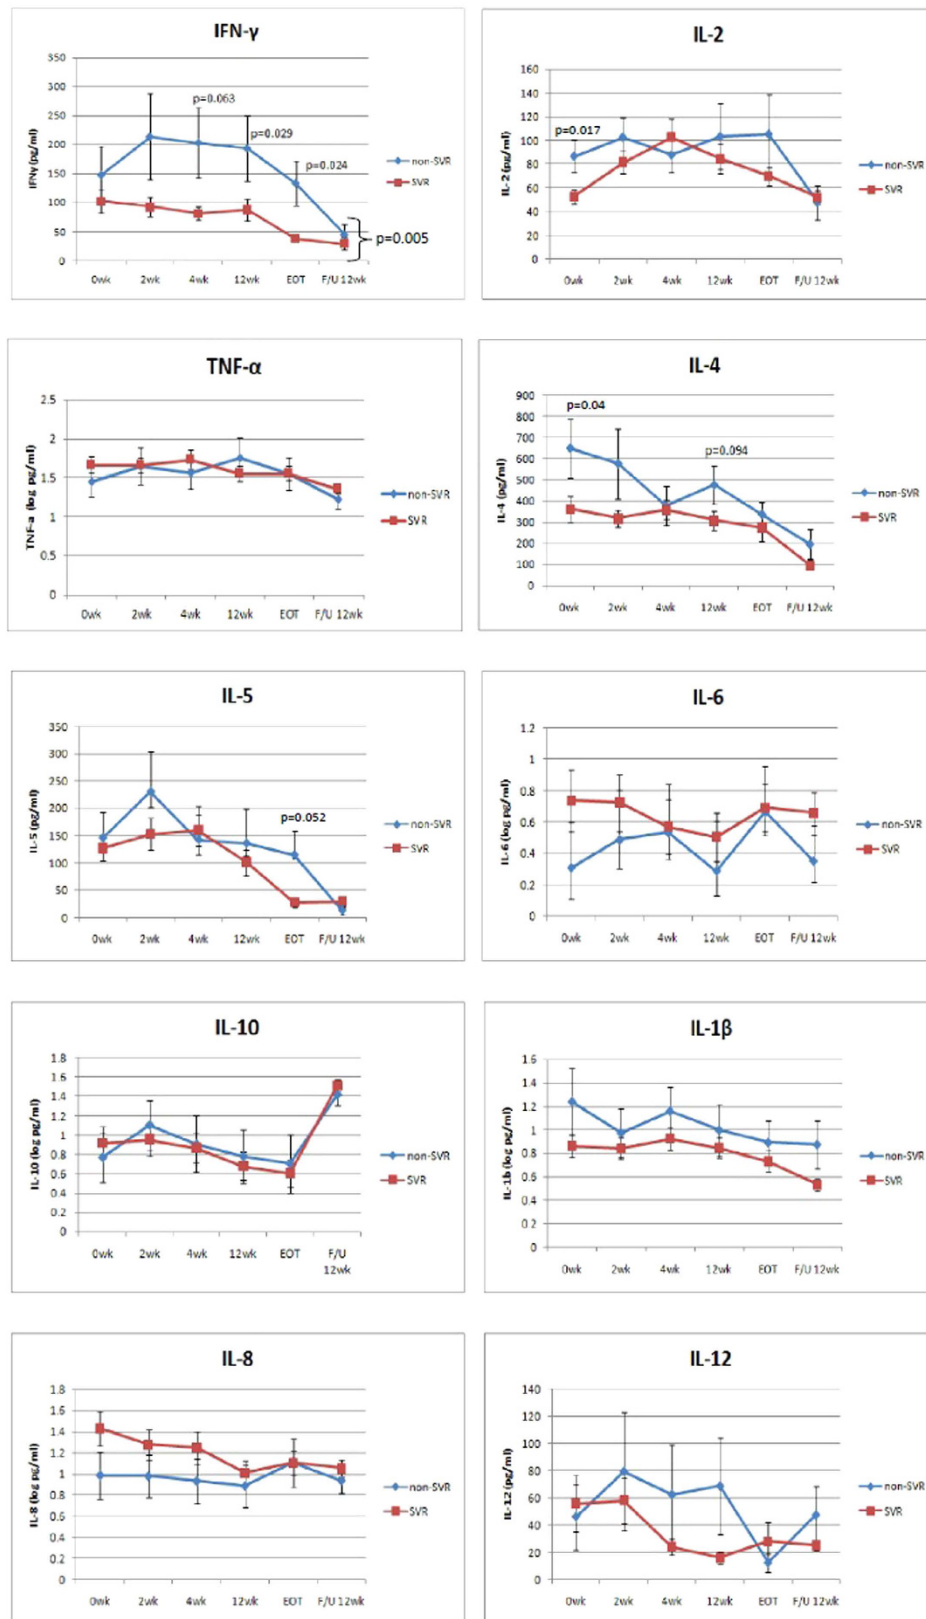 IFN-γ
350
300
250
200
150
100
50
0
IFNγ (pg/ml)
p=0.063
p=0.029
p=0.024
p=0.005
non-SVR
SVR
0wk 2wk 4wk 12wk EOT F/U 12wk
IL-2
160
140
120
100
80
60
40
20
0
IL-2 (pg/ml)
p=0.017
non-SVR
SVR
0wk 2wk 4wk 12wk EOT F/U 12wk
TNF-α
2.5
2
1.5
1
0.5
0
TNF-a (log pg/ml)
non-SVR
SVR
0wk 2wk 4wk 12wk EOT F/U 12wk
IL-4
900
800
700
600
500
400
300
200
100
0
IL-4 (pg/ml)
p=0.04
p=0.094
non-SVR
SVR
0wk 2wk 4wk 12wk EOT F/U 12wk
IL-5
350
300
250
200
150
100
50
0
IL-5 (pg/ml)
p=0.052
non-SVR
SVR
0wk 2wk 4wk 12wk EOT F/U 12wk
IL-6
1.2
1
0.8
0.6
0.4
0.2
0
IL-6 (log pg/ml)
non-SVR
SVR
0wk 2wk 4wk 12wk EOT F/U 12wk
IL-10
1.8
1.6
1.4
1.2
1
0.8
0.6
0.4
0.2
0
IL-10 (log pg/ml)
non-SVR
SVR
0wk 2wk 4wk 12wk EOT F/U
12wk
IL-1β
1.6
1.4
1.2
1
0.8
0.6
0.4
0.2
0
IL-1b (log pg/ml)
non-SVR
SVR
0wk 2wk 4wk 12wk EOT F/U 12wk
IL-8
1.8
1.6
1.4
1.2
1
0.8
0.6
0.4
0.2
0
IL-8 (log pg/ml)
non-SVR
SVR
0wk 2wk 4wk 12wk EOT F/U 12wk
IL-12
140
120
100
80
60
40
20
0
IL-12 (pg/ml)
non-SVR
SVR
0wk 2wk 4wk 12wk EOT F/U 12wk